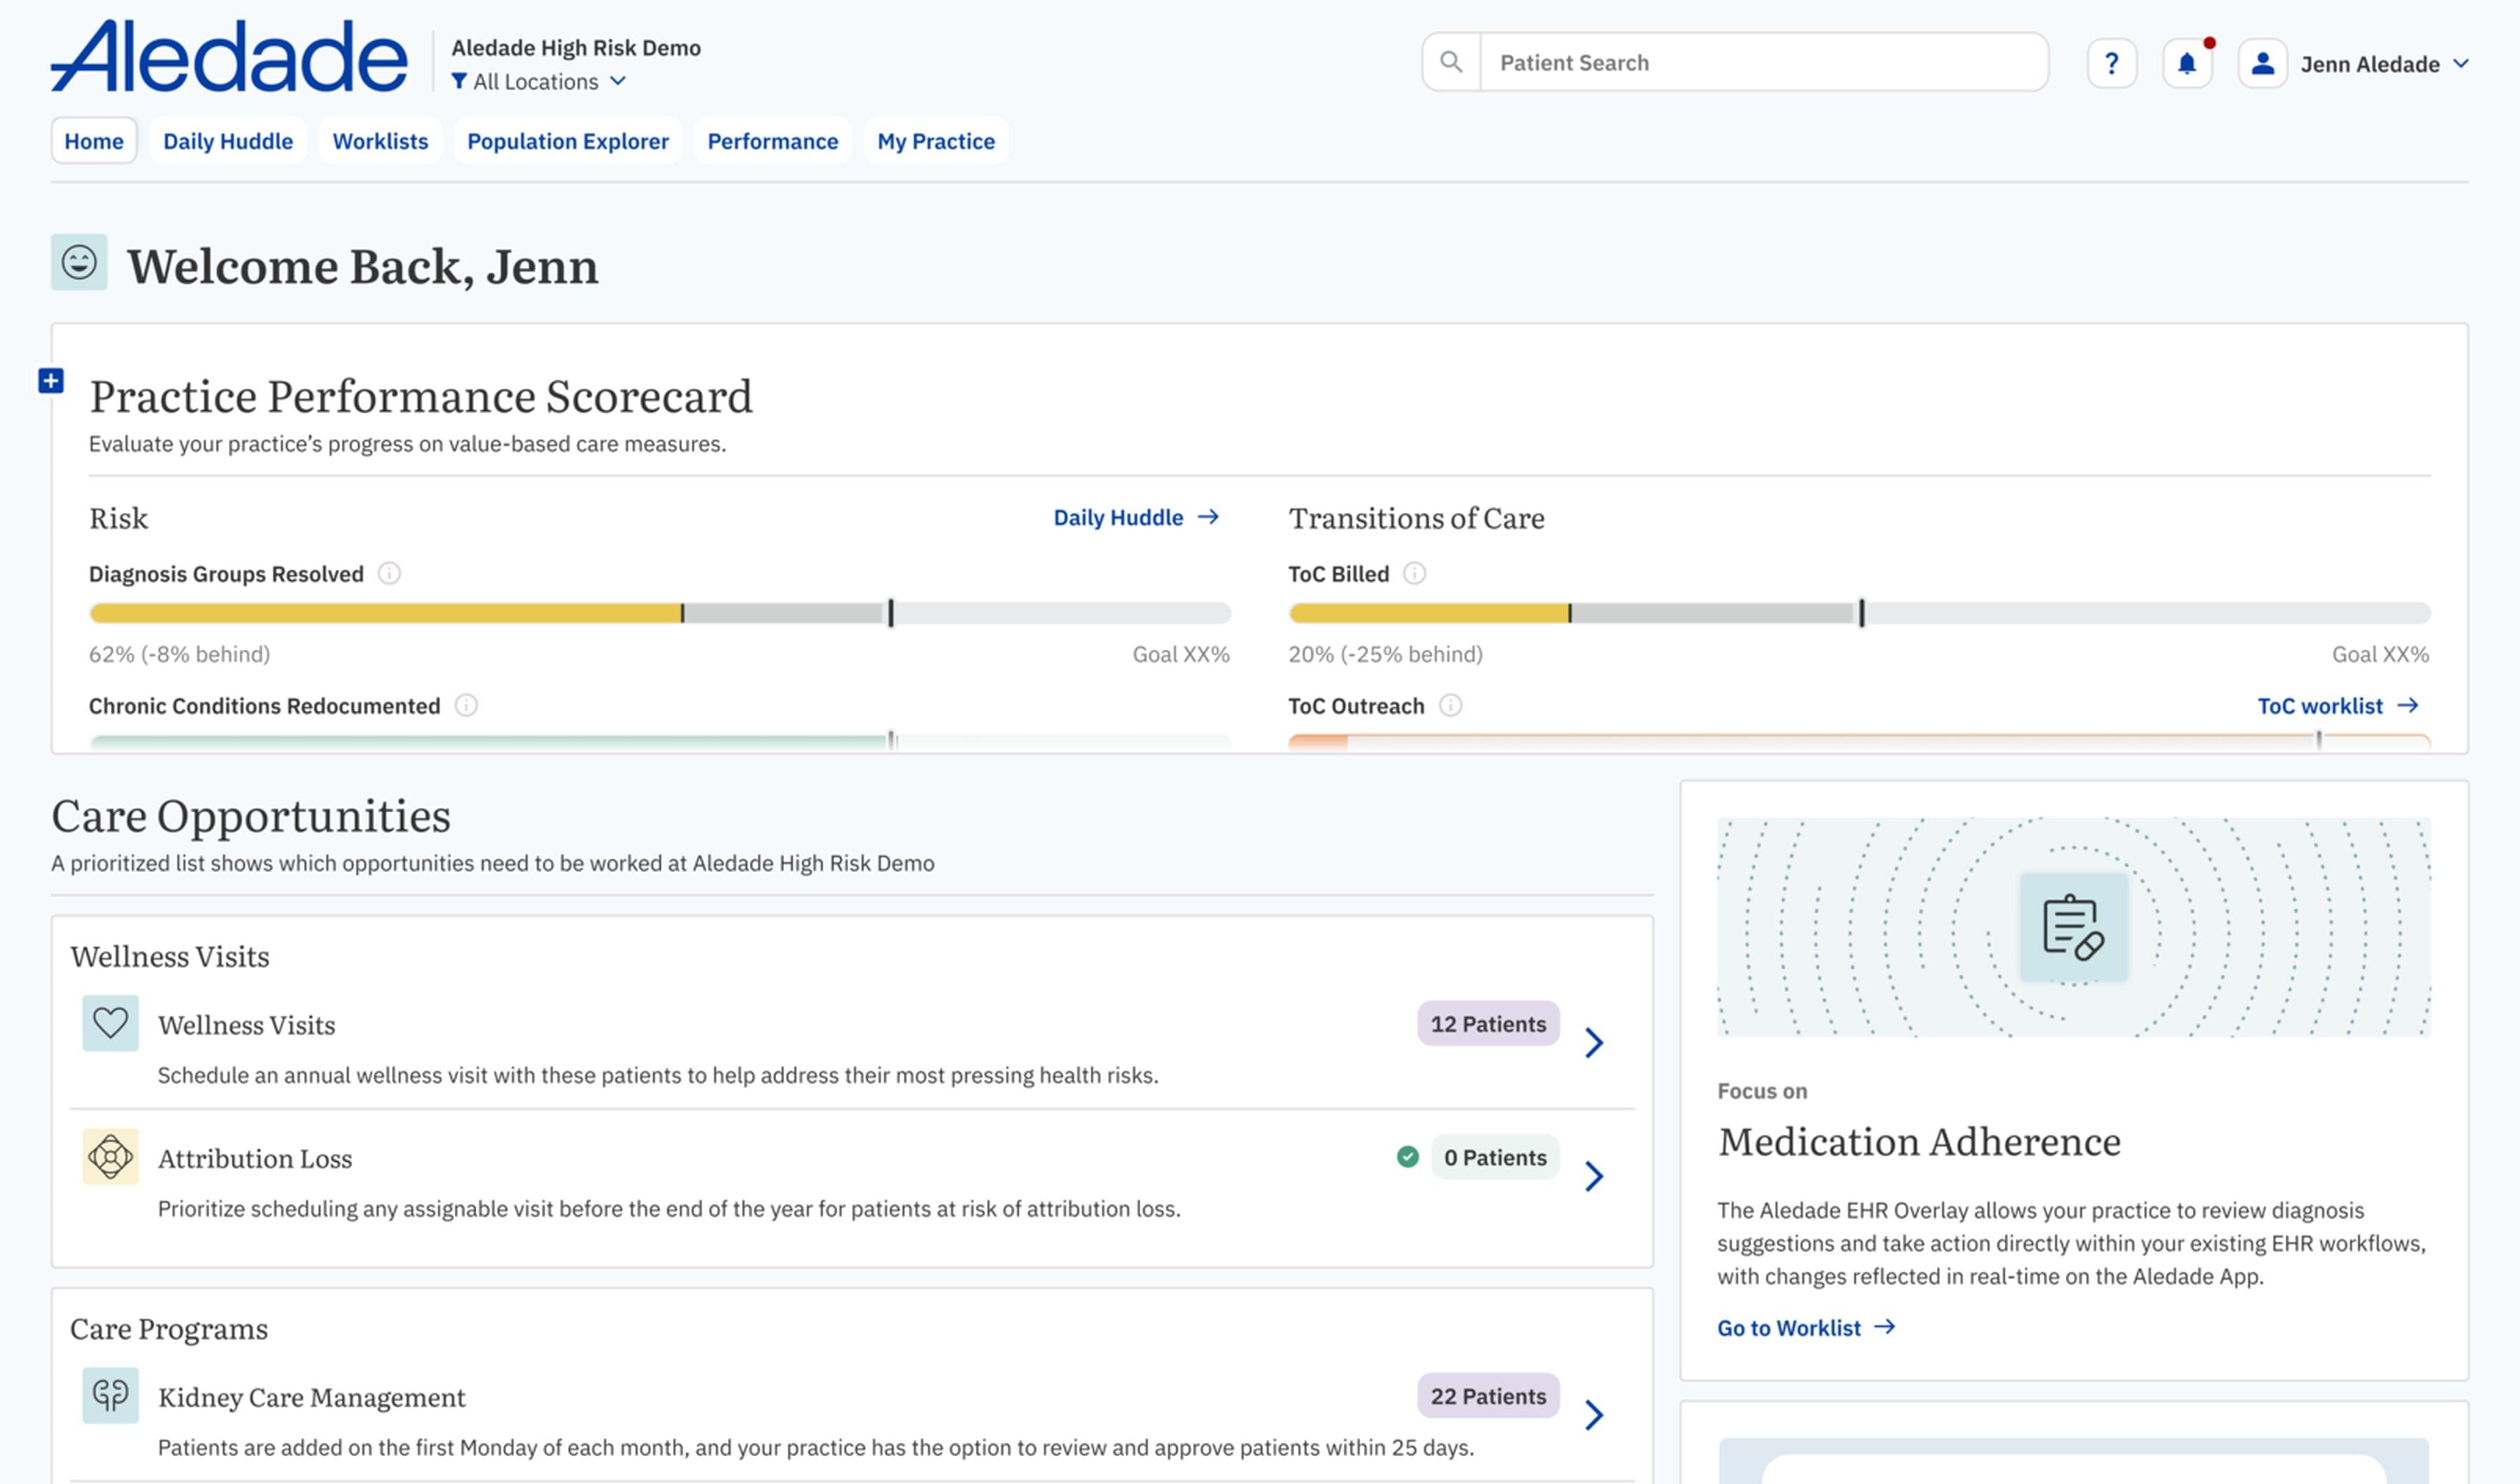 Aledade
Aledade High Risk Demo
All Locations
Patient Search
?
Jenn Aledade
Home
Daily Huddle
Worklists
Population Explorer
Performance
My Practice
Welcome Back, Jenn
Practice Performance Scorecard
Evaluate your practice’s progress on value-based care measures.
Risk
Daily Huddle →
Diagnosis Groups Resolved
62% (-8% behind)
Goal XX%
Chronic Conditions Redocumented
Transitions of Care
ToC Billed
20% (-25% behind)
Goal XX%
ToC Outreach
ToC worklist →
Care Opportunities
A prioritized list shows which opportunities need to be worked at Aledade High Risk Demo
Wellness Visits
Wellness Visits
12 Patients
Schedule an annual wellness visit with these patients to help address their most pressing health risks.
Attribution Loss
0 Patients
Prioritize scheduling any assignable visit before the end of the year for patients at risk of attribution loss.
Care Programs
Kidney Care Management
22 Patients
Patients are added on the first Monday of each month, and your practice has the option to review and approve patients within 25 days.
Focus on
Medication Adherence
The Aledade EHR Overlay allows your practice to review diagnosis
suggestions and take action directly within your existing EHR workflows,
with changes reflected in real-time on the Aledade App.
Go to Worklist →